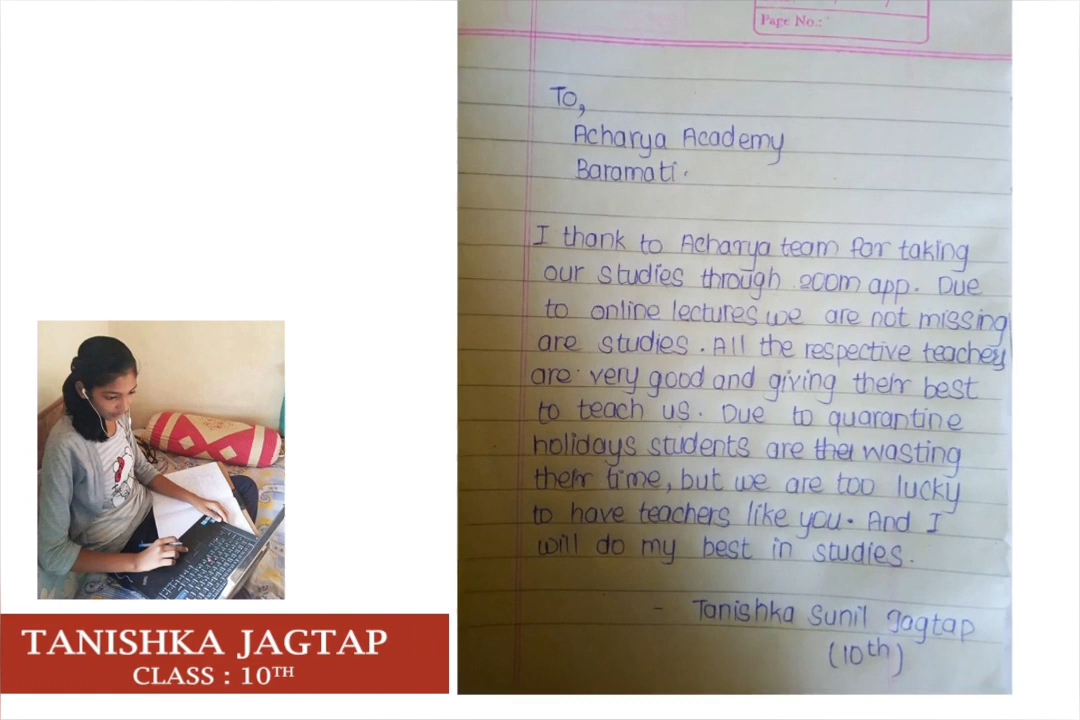 Page No.:
To,
Acharya Academy
Baramati.
I thank to Acharya team for taking
our studies through zoom app. Due
to online lectures we are not missing
are studies. All the respective teachers
are very good and giving their best
to teach us. Due to quarantine
holidays students are wasting
their time, but we are too lucky
to have teachers like you. And I
will do my best in studies.
- Tanishka Sunil Jagtap
(10th)
TANISHKA JAGTAP
CLASS : 10TH